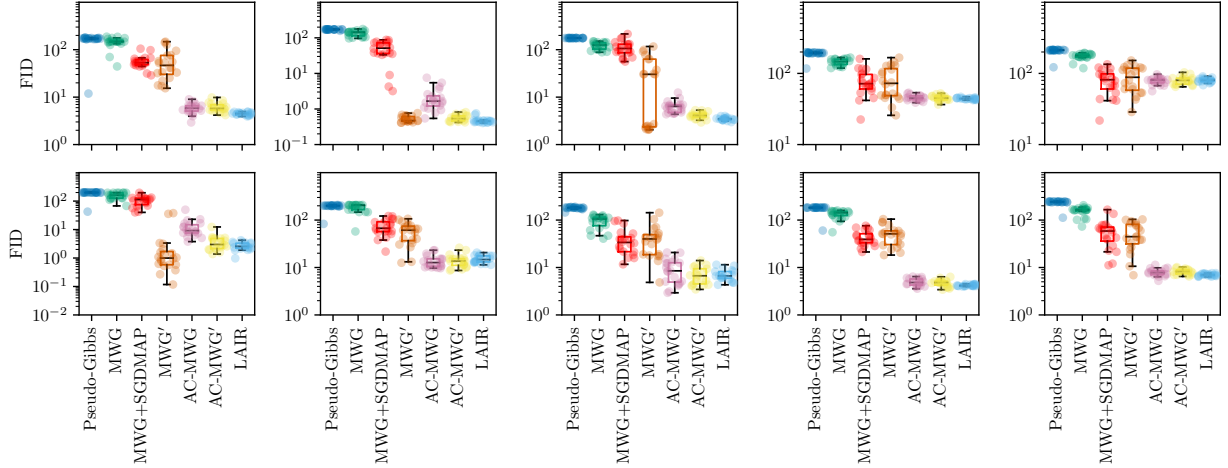 FID
10² 10¹ 10⁰
10² 10¹ 10⁰ 10⁻¹
10² 10¹ 10⁰
10² 10¹
10² 10¹
FID
10² 10¹ 10⁰ 10⁻¹ 10⁻²
10² 10¹ 10⁰
10² 10¹ 10⁰
10² 10¹ 10⁰
10² 10¹ 10⁰
Pseudo-Gibbs
MWG
MWG+SGDMAP
MWG′
AC-MWG
AC-MWG′
LAIR
Pseudo-Gibbs
MWG
MWG+SGDMAP
MWG′
AC-MWG
AC-MWG′
LAIR
Pseudo-Gibbs
MWG
MWG+SGDMAP
MWG′
AC-MWG
AC-MWG′
LAIR
Pseudo-Gibbs
MWG
MWG+SGDMAP
MWG′
AC-MWG
AC-MWG′
LAIR
Pseudo-Gibbs
MWG
MWG+SGDMAP
MWG′
AC-MWG
AC-MWG′
LAIR